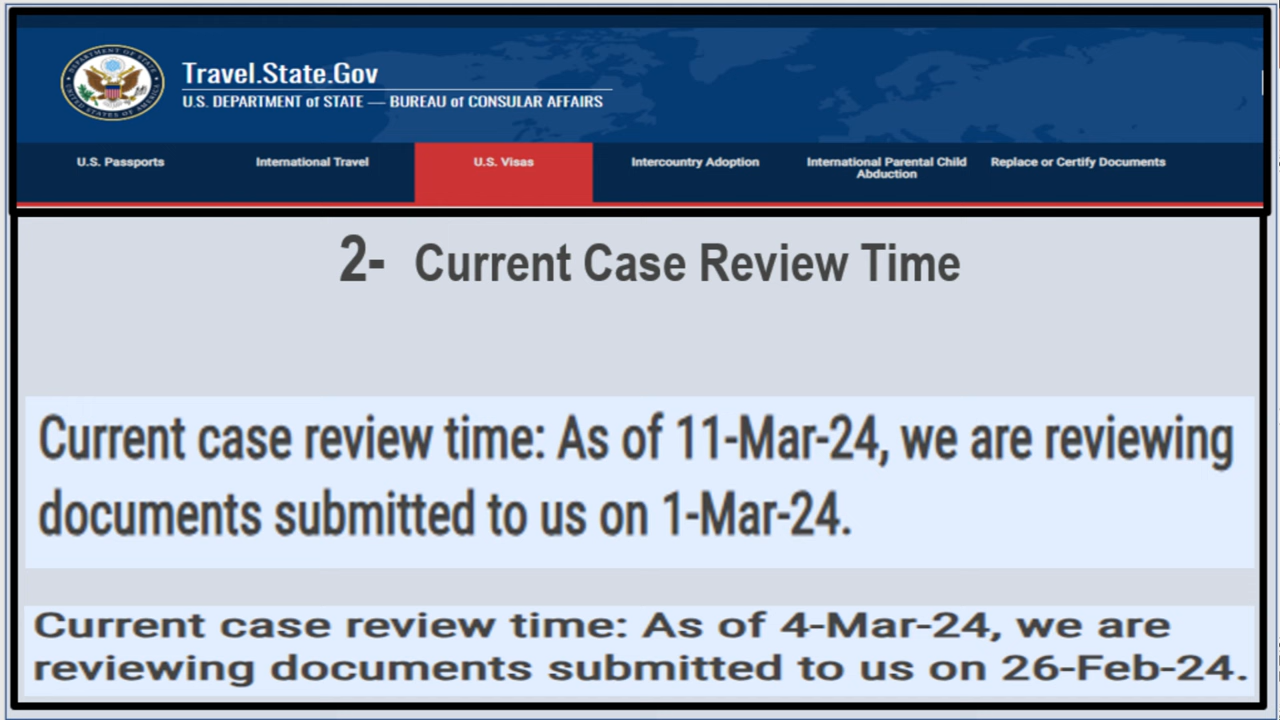 Travel.State.Gov
U.S. DEPARTMENT of STATE — BUREAU of CONSULAR AFFAIRS
U.S. Passports
International Travel
U.S. Visas
Intercountry Adoption
International Parental Child
Abduction
Replace or Certify Documents
2- Current Case Review Time
Current case review time: As of 11-Mar-24, we are reviewing
documents submitted to us on 1-Mar-24.
Current case review time: As of 4-Mar-24, we are
reviewing documents submitted to us on 26-Feb-24.